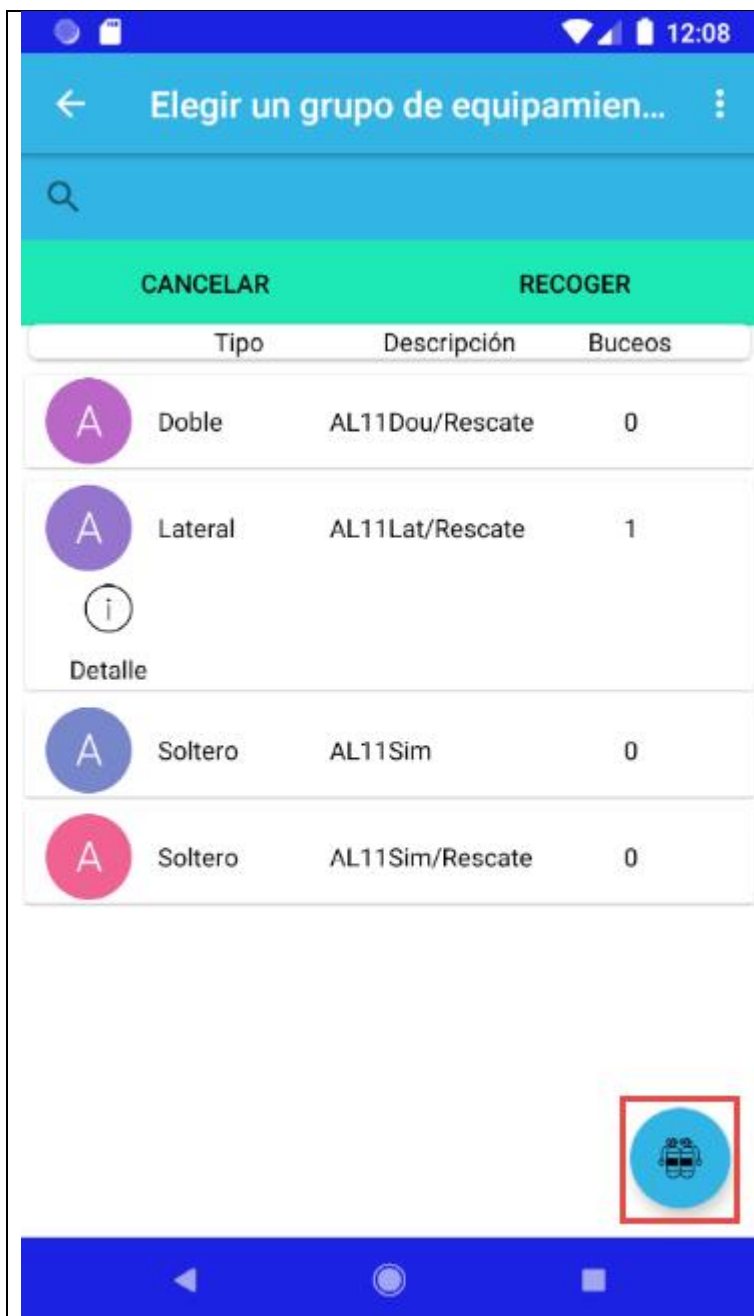 12:08
Elegir un grupo de equipamien...
CANCELAR RECOGER
Tipo Descripción Buceos
A Doble AL11Dou/Rescate 0
A Lateral AL11Lat/Rescate 1
i
Detalle
A Soltero AL11Sim 0
A Soltero AL11Sim/Rescate 0